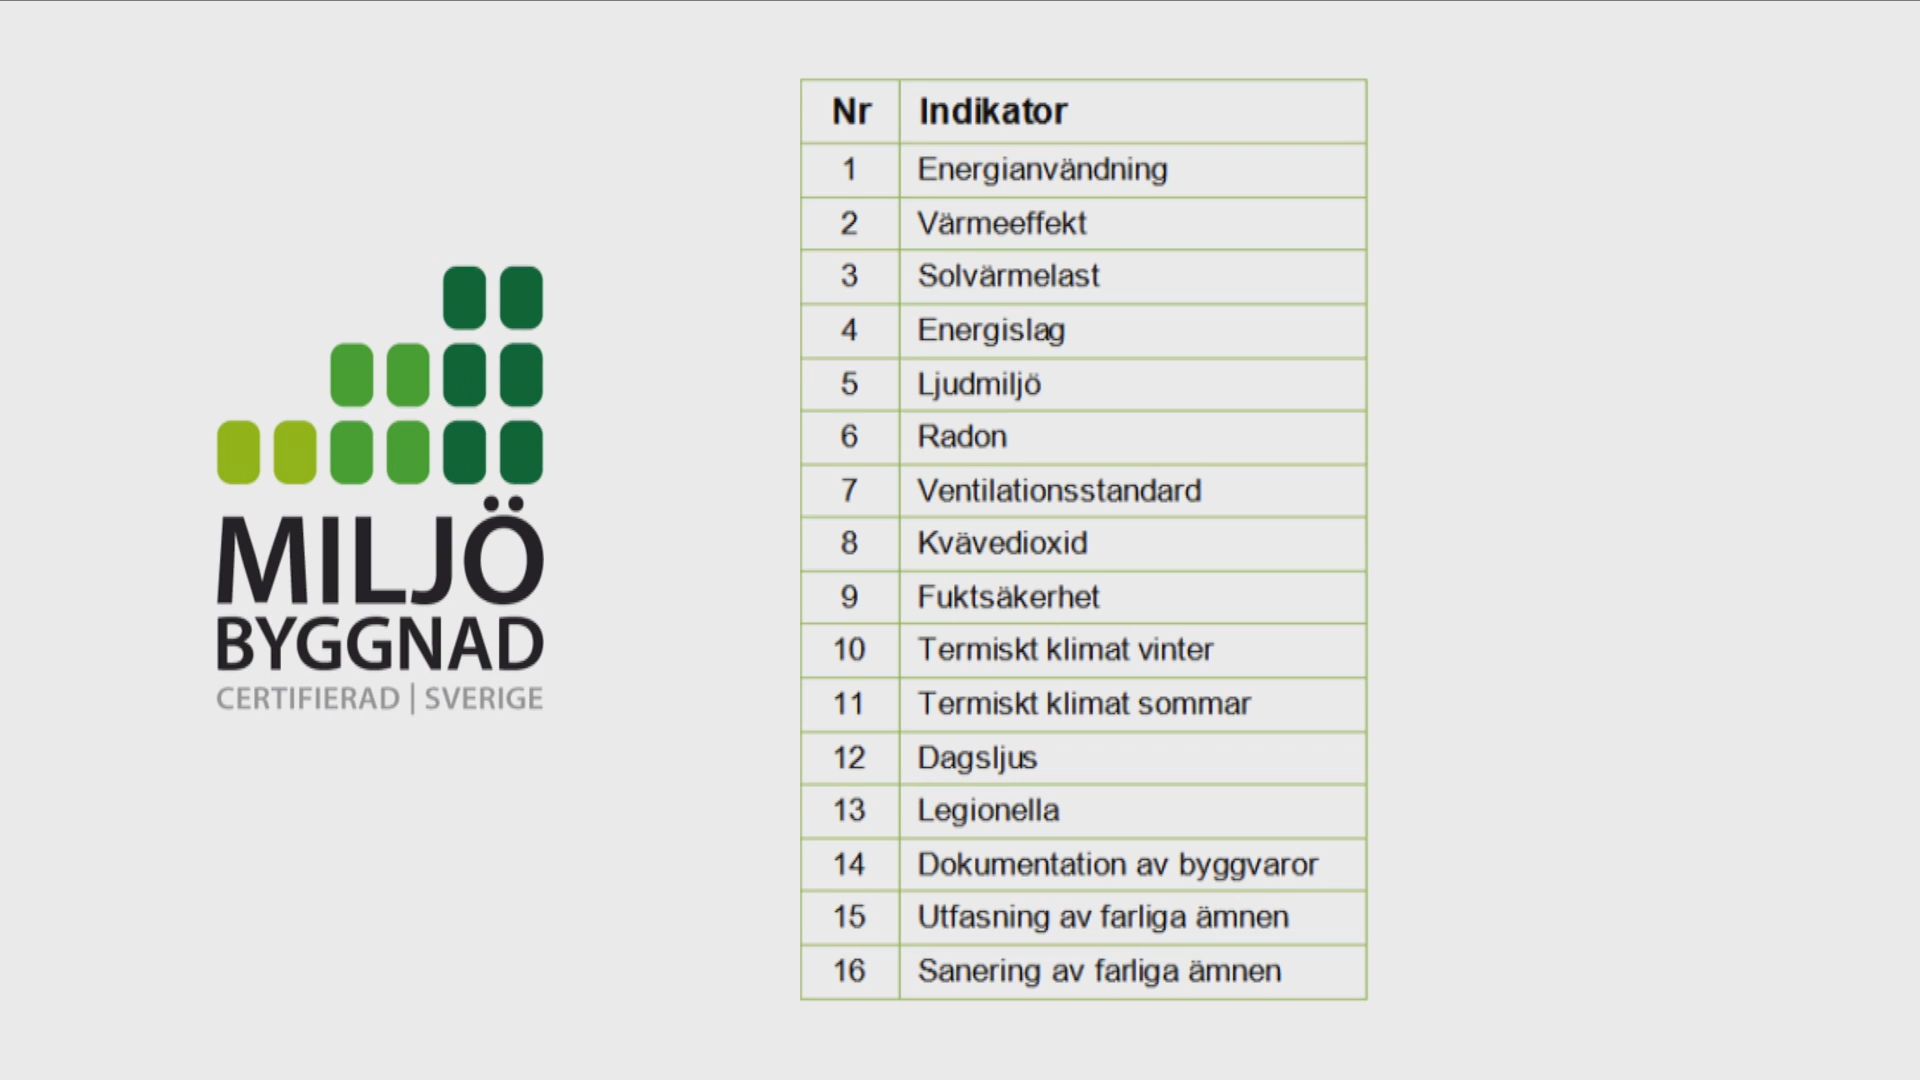 MILJÖ
BYGGNAD
CERTIFIERAD | SVERIGE
Nr Indikator
1 Energianvändning
2 Värmeeffekt
3 Solvärmelast
4 Energislag
5 Ljudmiljö
6 Radon
7 Ventilationsstandard
8 Kvävedioxid
9 Fuktsäkerhet
10 Termiskt klimat vinter
11 Termiskt klimat sommar
12 Dagsljus
13 Legionella
14 Dokumentation av byggvaror
15 Utfasning av farliga ämnen
16 Sanering av farliga ämnen